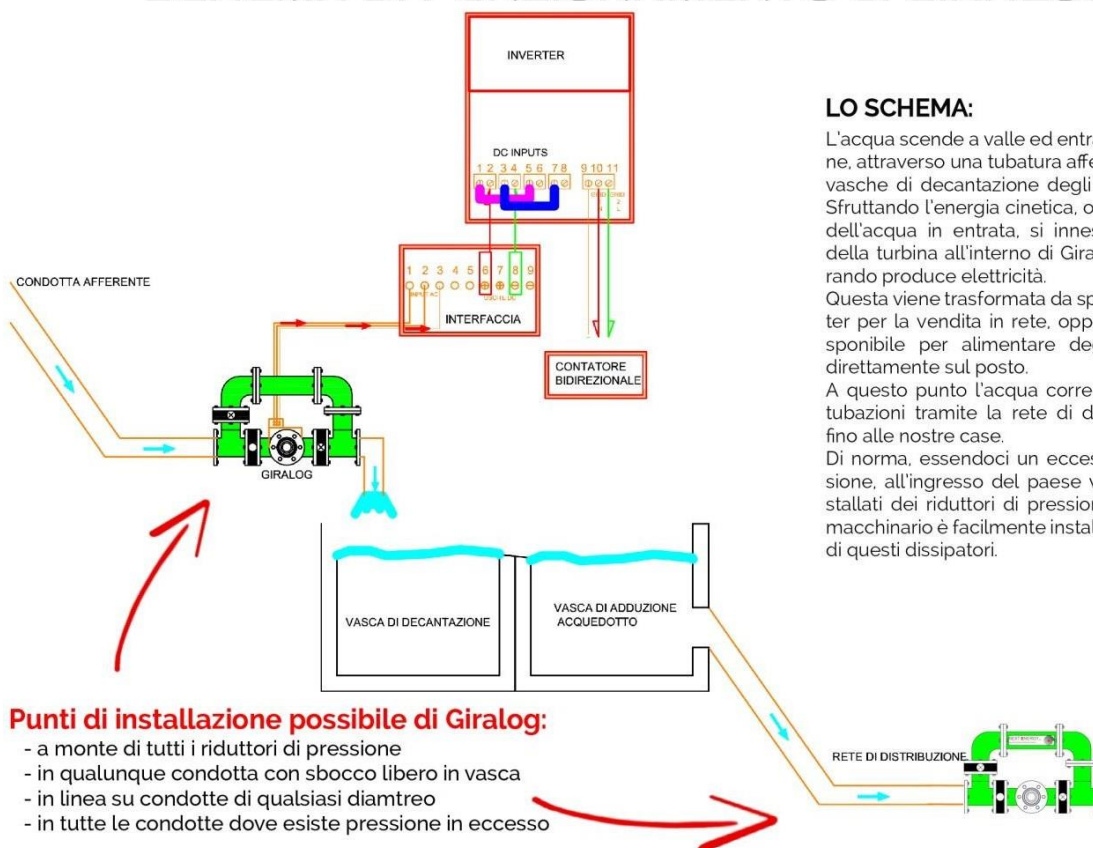 INVERTER
DC INPUTS
1 2 3 4 5 6 7 8 9 10 11
LO SCHEMA:
L'acqua scende a valle ed entra
ne, attraverso una tubatura affe
vasche di decantazione degli
Sfruttando l'energia cinetica, o
dell'acqua in entrata, si innes
della turbina all'interno di Gira
rando produce elettricità.
Questa viene trasformata da sp
ter per la vendita in rete, opp
sponibile per alimentare deg
direttamente sul posto.
A questo punto l'acqua corre
tubazioni tramite la rete di d
fino alle nostre case.
Di norma, essendoci un ecces
sione, all'ingresso del paese v
stallati dei riduttori di pression
macchinario è facilmente instal
di questi dissipatori.
CONDOTTA AFFERENTE
1 2 3 4 5 6 7 8 9
INPUT AC
INTERFACCIA
CONTATORE
BIDIREZIONALE
GIRALOG
VASCA DI DECANTAZIONE
VASCA DI ADDUZIONE
ACQUEDOTTO
Punti di installazione possibile di Giralog:
- a monte di tutti i riduttori di pressione
- in qualunque condotta con sbocco libero in vasca
- in linea su condotte di qualsiasi diamtreo
- in tutte le condotte dove esiste pressione in eccesso
RETE DI DISTRIBUZIONE